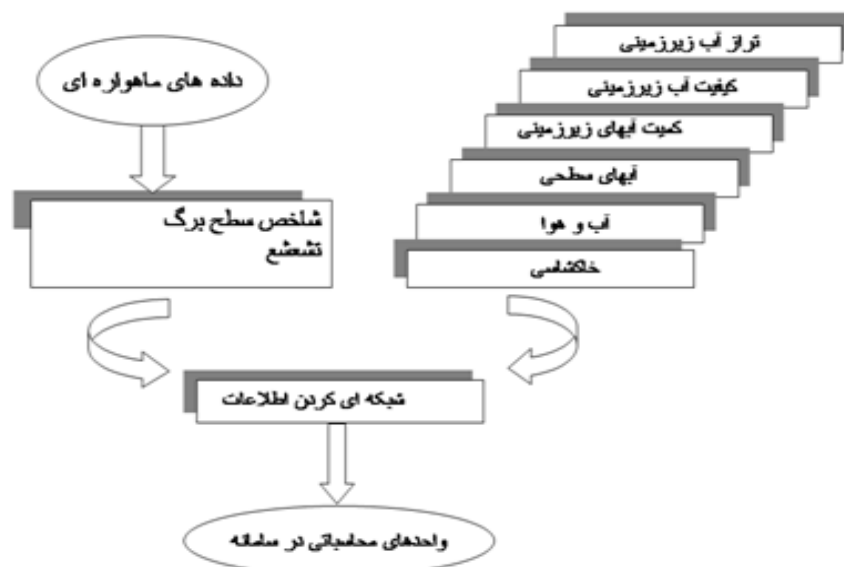 داده های ماهواره ای
شاخص سطح برگ
تشعشع
تراز آب زیرزمینی
کیفیت آب زیرزمینی
کمیت آبهای زیرزمینی
آبهای سطحی
آب و هوا
خاکشاسی
شبکه ای کردن اطلاعات
واحدهای محاسباتی در سامانه